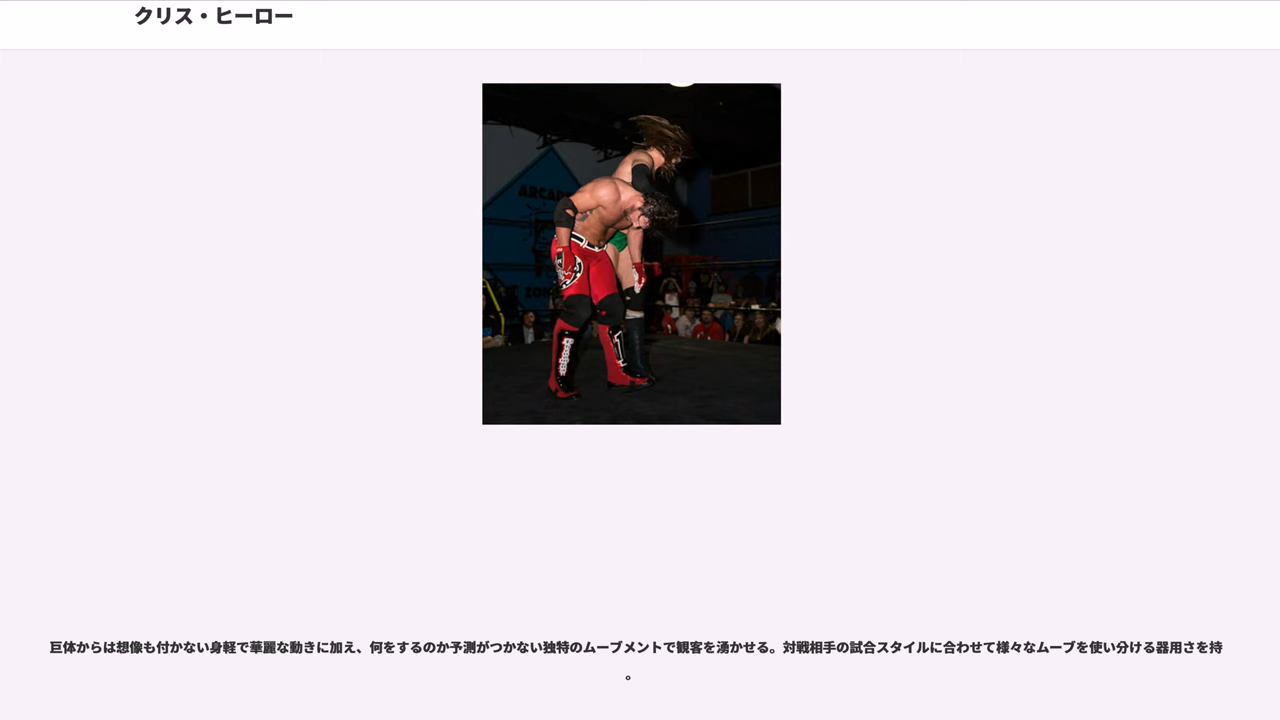 クリス・ヒーロー
ARCADE
ZONE
巨体からは想像も付かない身軽で華麗な動きに加え、何をするのか予測がつかない独特のムーブメントで観客を湧かせる。対戦相手の試合スタイルに合わせて様々なムーブを使い分ける器用さを持
。